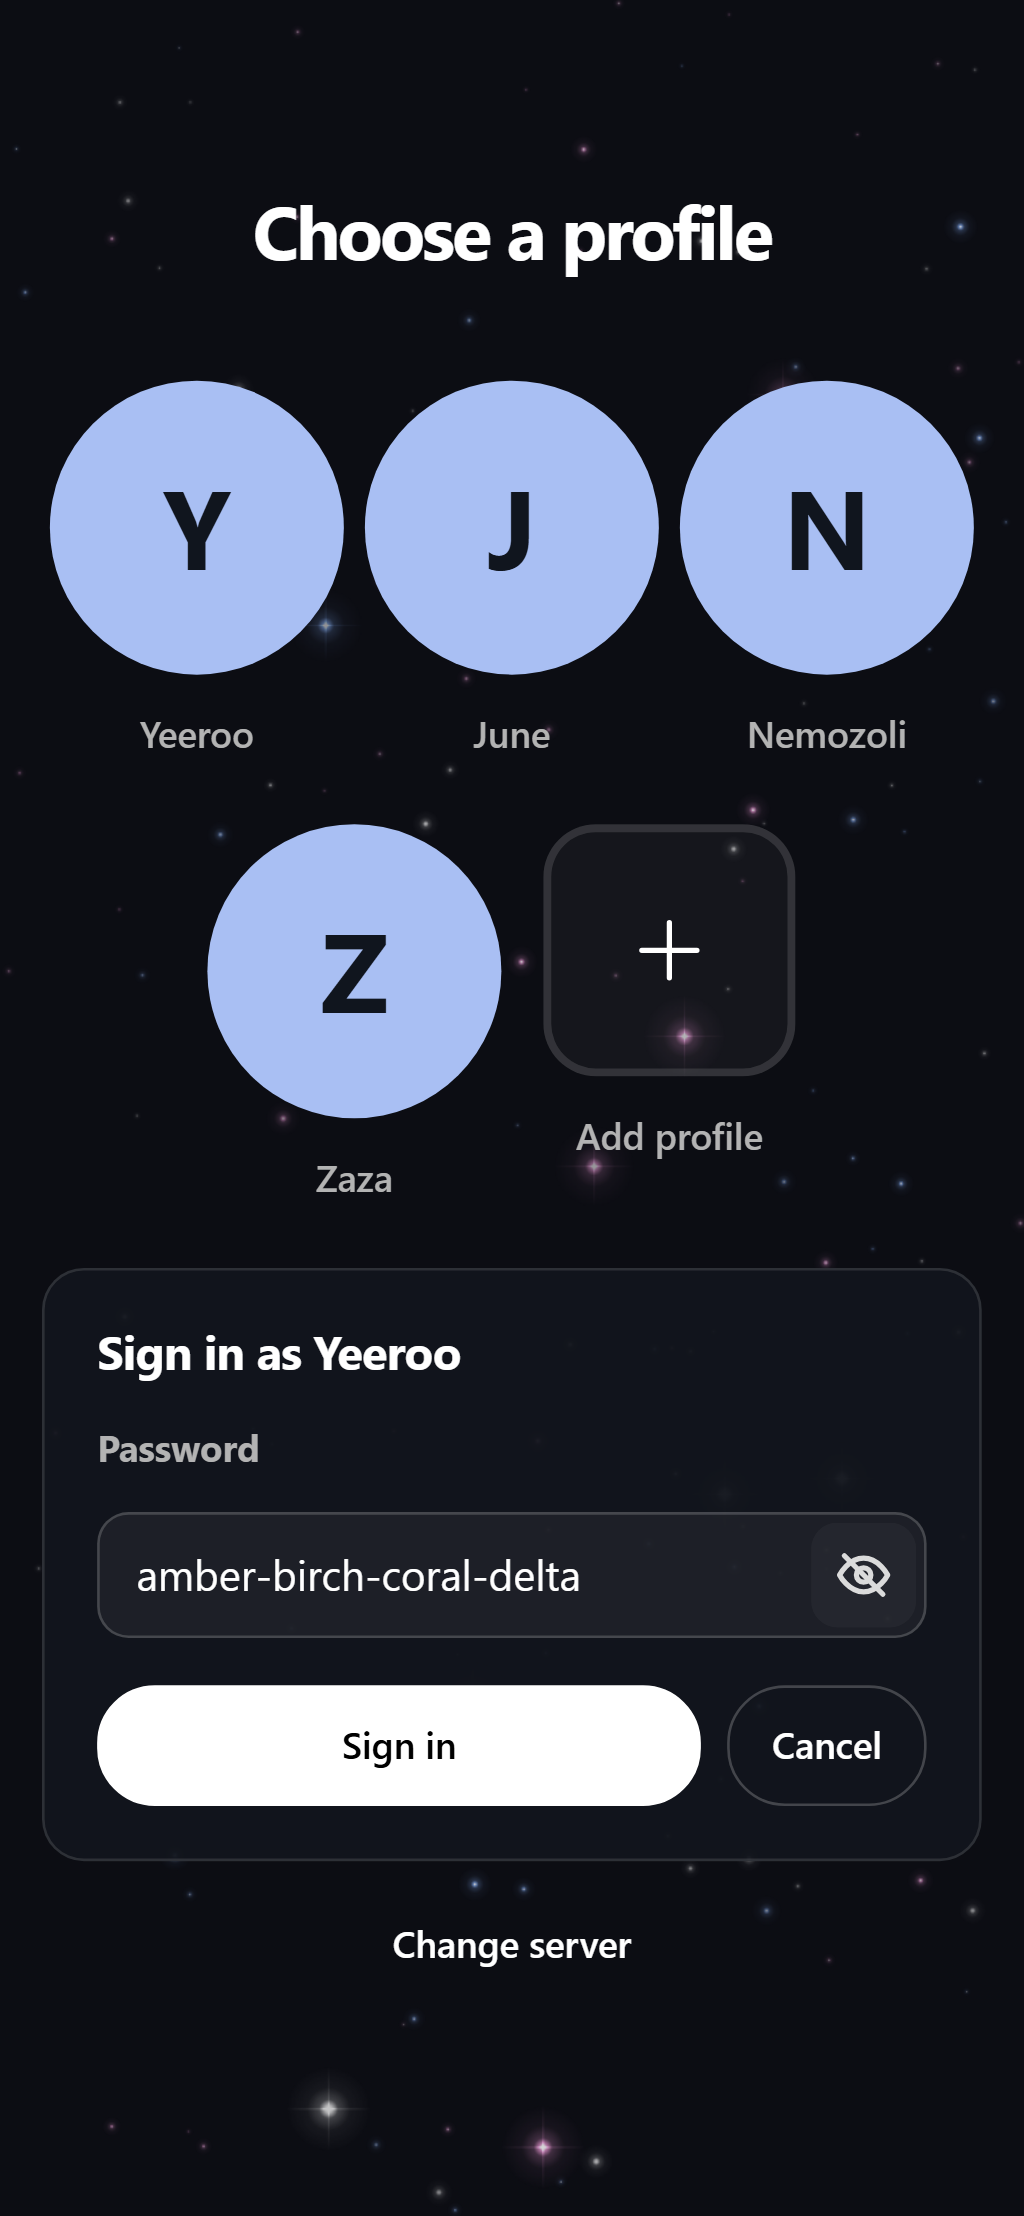 Choose a profile
Y J N
Yeeroo June Nemozoli
Z
Zaza
Add profile
Sign in as Yeeroo
Password
amber-birch-coral-delta
Sign in Cancel
Change server